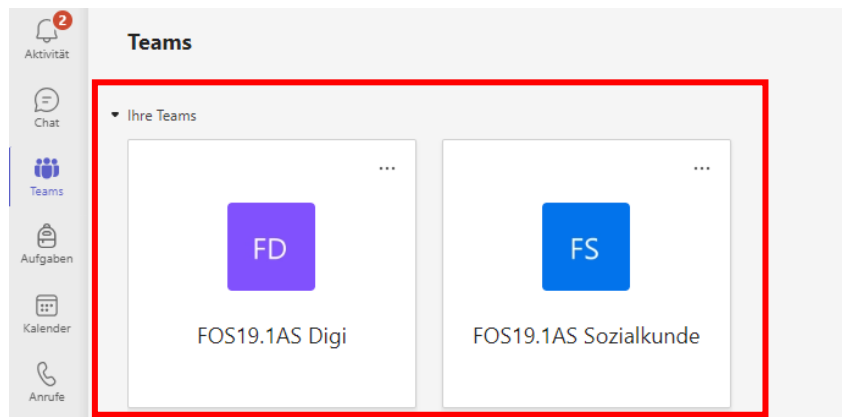 2
Aktivität
Chat
Teams
Aufgaben
Kalender
Anrufe
Teams
Ihre Teams
FD
FOS19.1AS Digi
FS
FOS19.1AS Sozialkunde